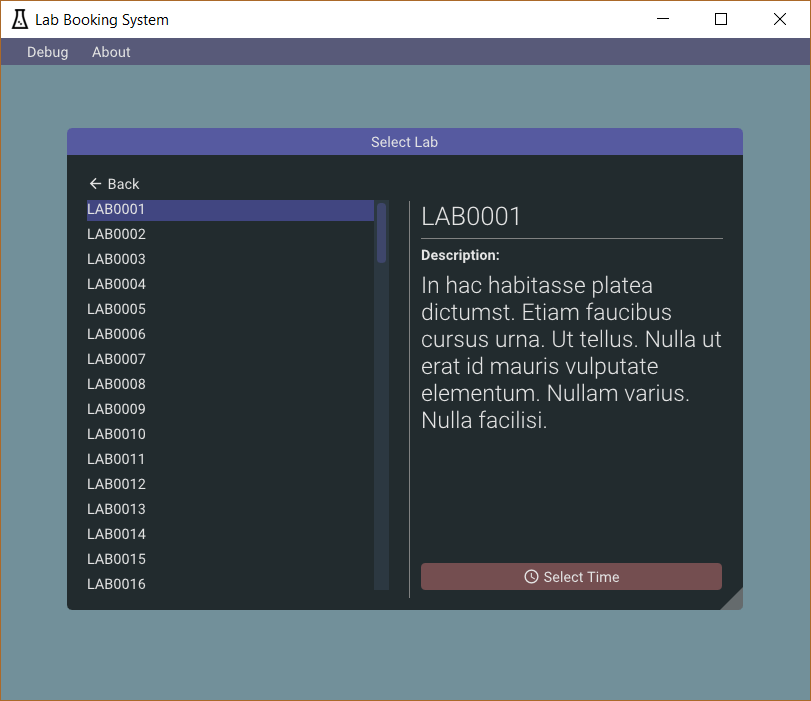 Lab Booking System
Debug About
Select Lab
Back
LAB0001
LAB0002
LAB0003
LAB0004
LAB0005
LAB0006
LAB0007
LAB0008
LAB0009
LAB0010
LAB0011
LAB0012
LAB0013
LAB0014
LAB0015
LAB0016
LAB0001
Description:
In hac habitasse platea
dictumst. Etiam faucibus
cursus urna. Ut tellus. Nulla ut
erat id mauris vulputate
elementum. Nullam varius.
Nulla facilisi.
Select Time